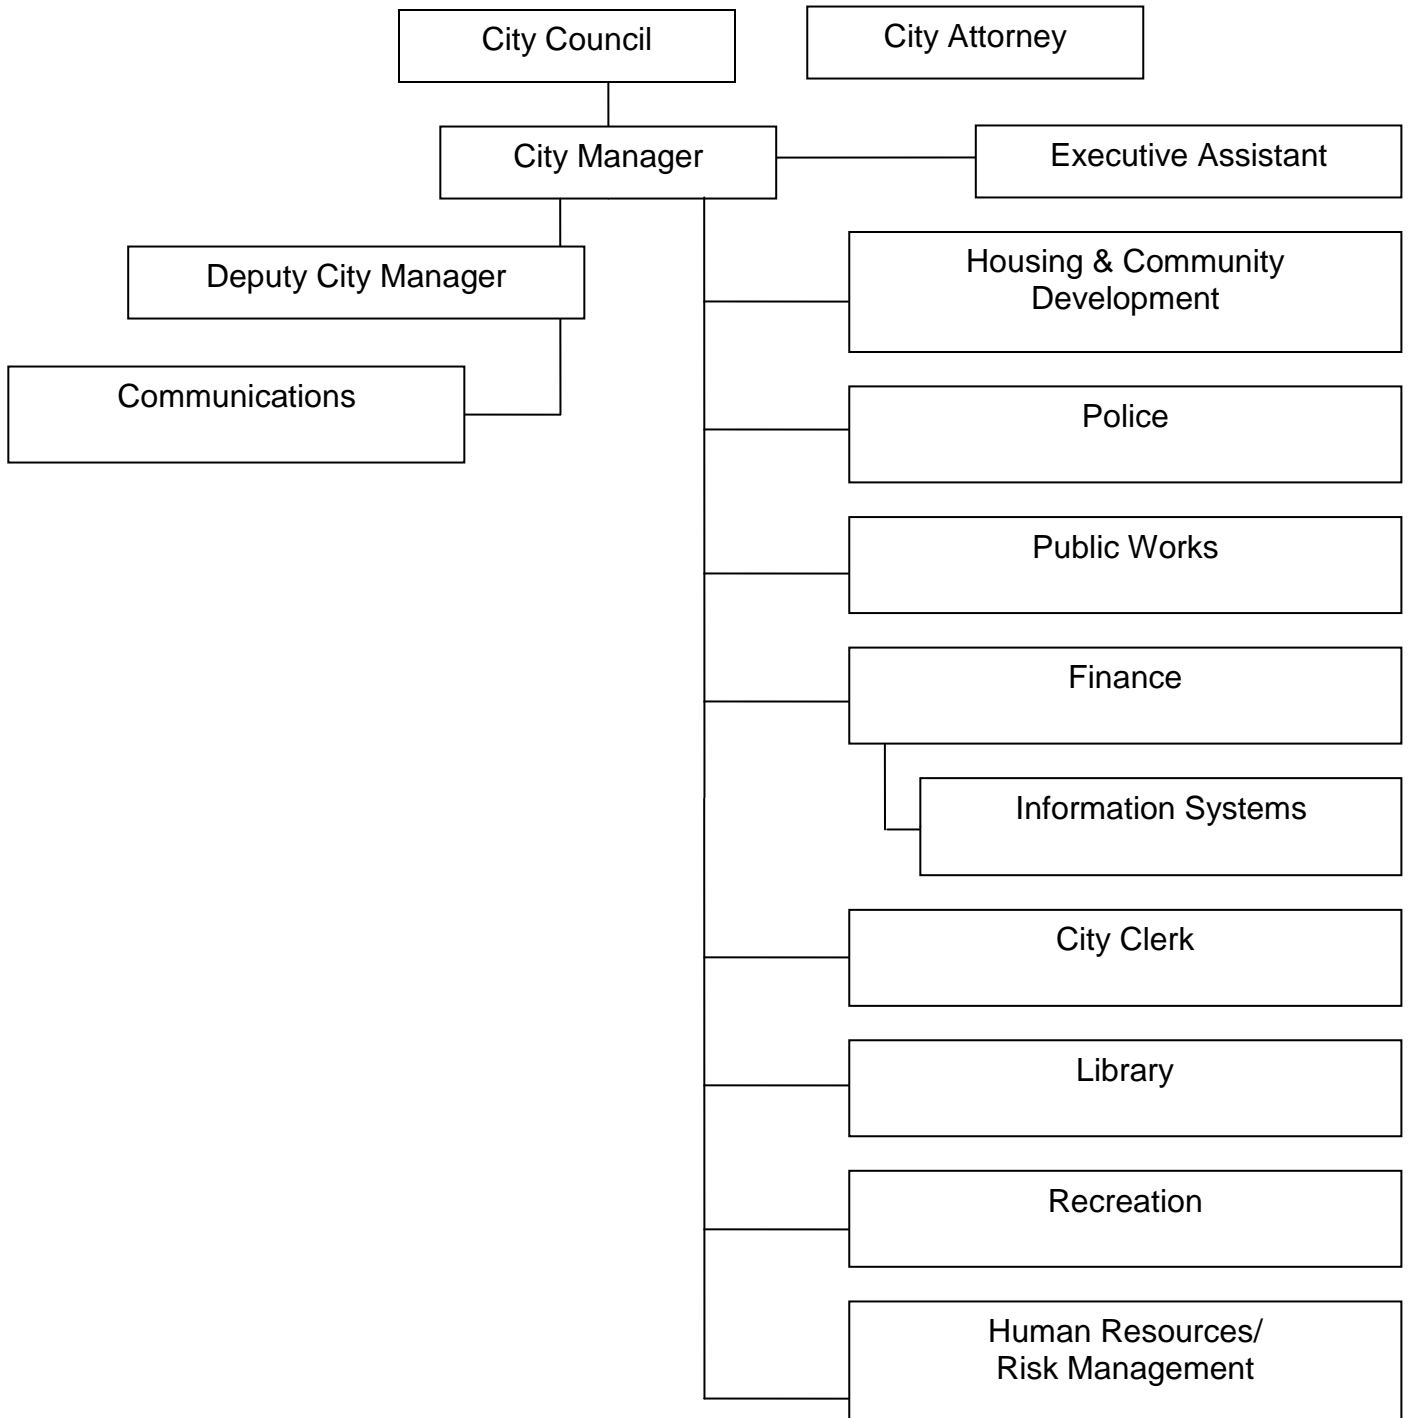 City Council
City Attorney
City Manager
Executive Assistant
Deputy City Manager
Housing & Community
Development
Communications
Police
Public Works
Finance
Information Systems
City Clerk
Library
Recreation
Human Resources/
Risk Management